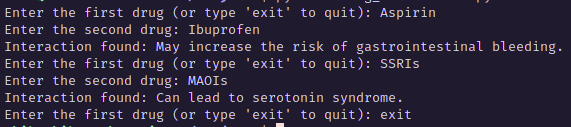 Enter the first drug (or type 'exit' to quit): Aspirin
Enter the second drug: Ibuprofen
Interaction found: May increase the risk of gastrointestinal bleeding.
Enter the first drug (or type 'exit' to quit): SSRIs
Enter the second drug: MAOIs
Interaction found: Can lead to serotonin syndrome.
Enter the first drug (or type 'exit' to quit): exit